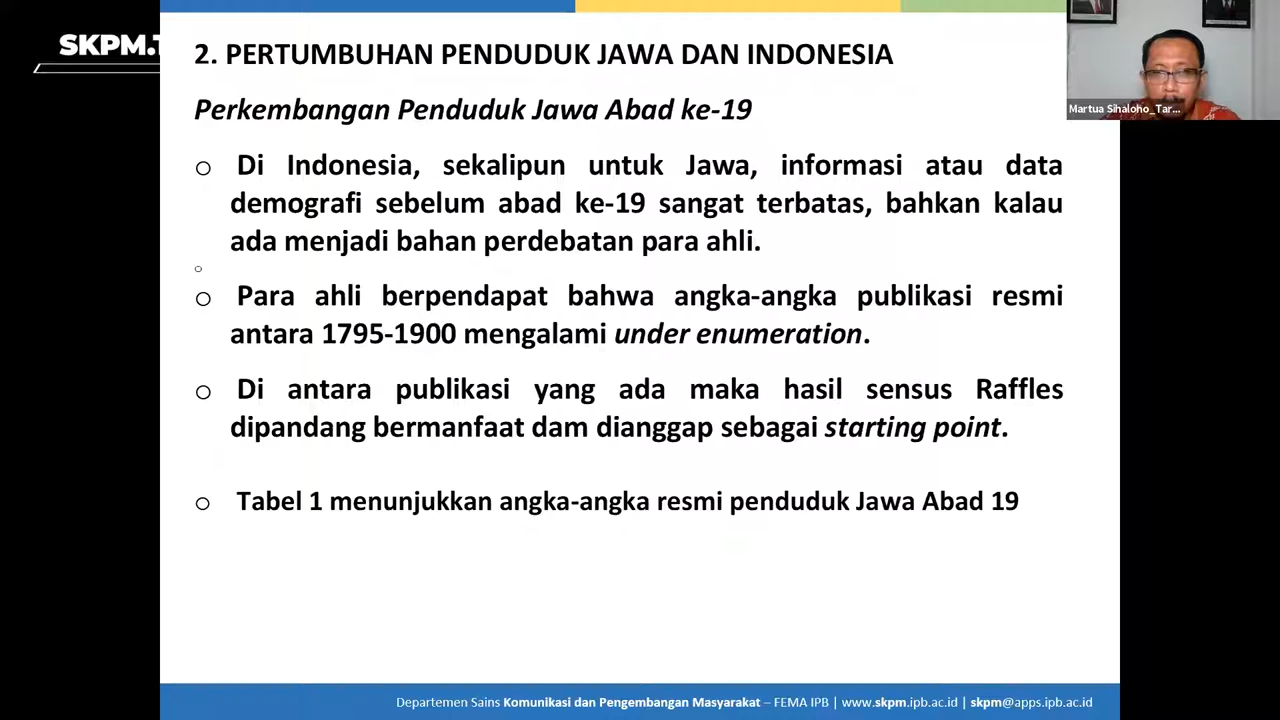 SKPM.T
2. PERTUMBUHAN PENDUDUK JAWA DAN INDONESIA
Perkembangan Penduduk Jawa Abad ke-19
o Di Indonesia, sekalipun untuk Jawa, informasi atau data
demografi sebelum abad ke-19 sangat terbatas, bahkan kalau
ada menjadi bahan perdebatan para ahli.
o
o Para ahli berpendapat bahwa angka-angka publikasi resmi
antara 1795-1900 mengalami under enumeration.
o Di antara publikasi yang ada maka hasil sensus Raffles
dipandang bermanfaat dam dianggap sebagai starting point.
o Tabel 1 menunjukkan angka-angka resmi penduduk Jawa Abad 19
Martua Sihaloho_Tar...
Departemen Sains Komunikasi dan Pengembangan Masyarakat – FEMA IPB | www.skpm.ipb.ac.id | skpm@apps.ipb.ac.id